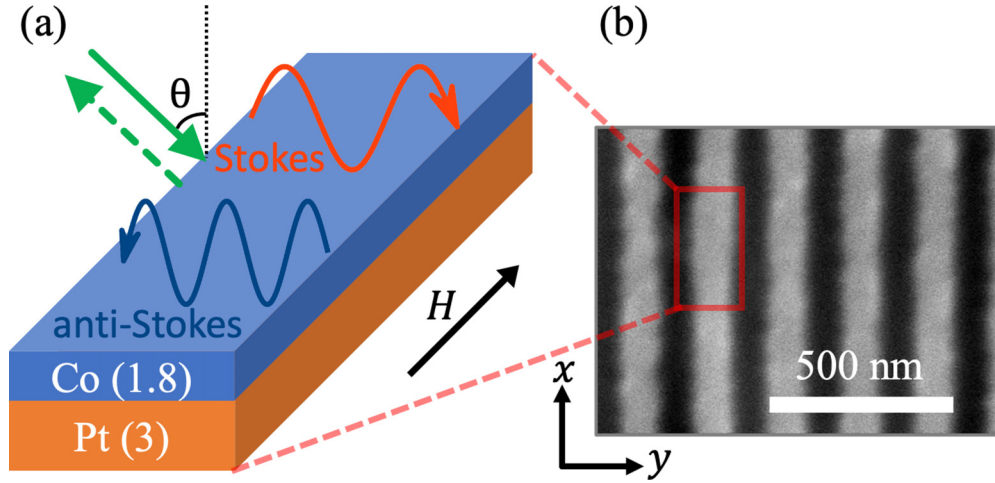 (a)
(b)
θ
Stokes
anti-Stokes
H
Co (1.8)
Pt (3)
500 nm
x
y